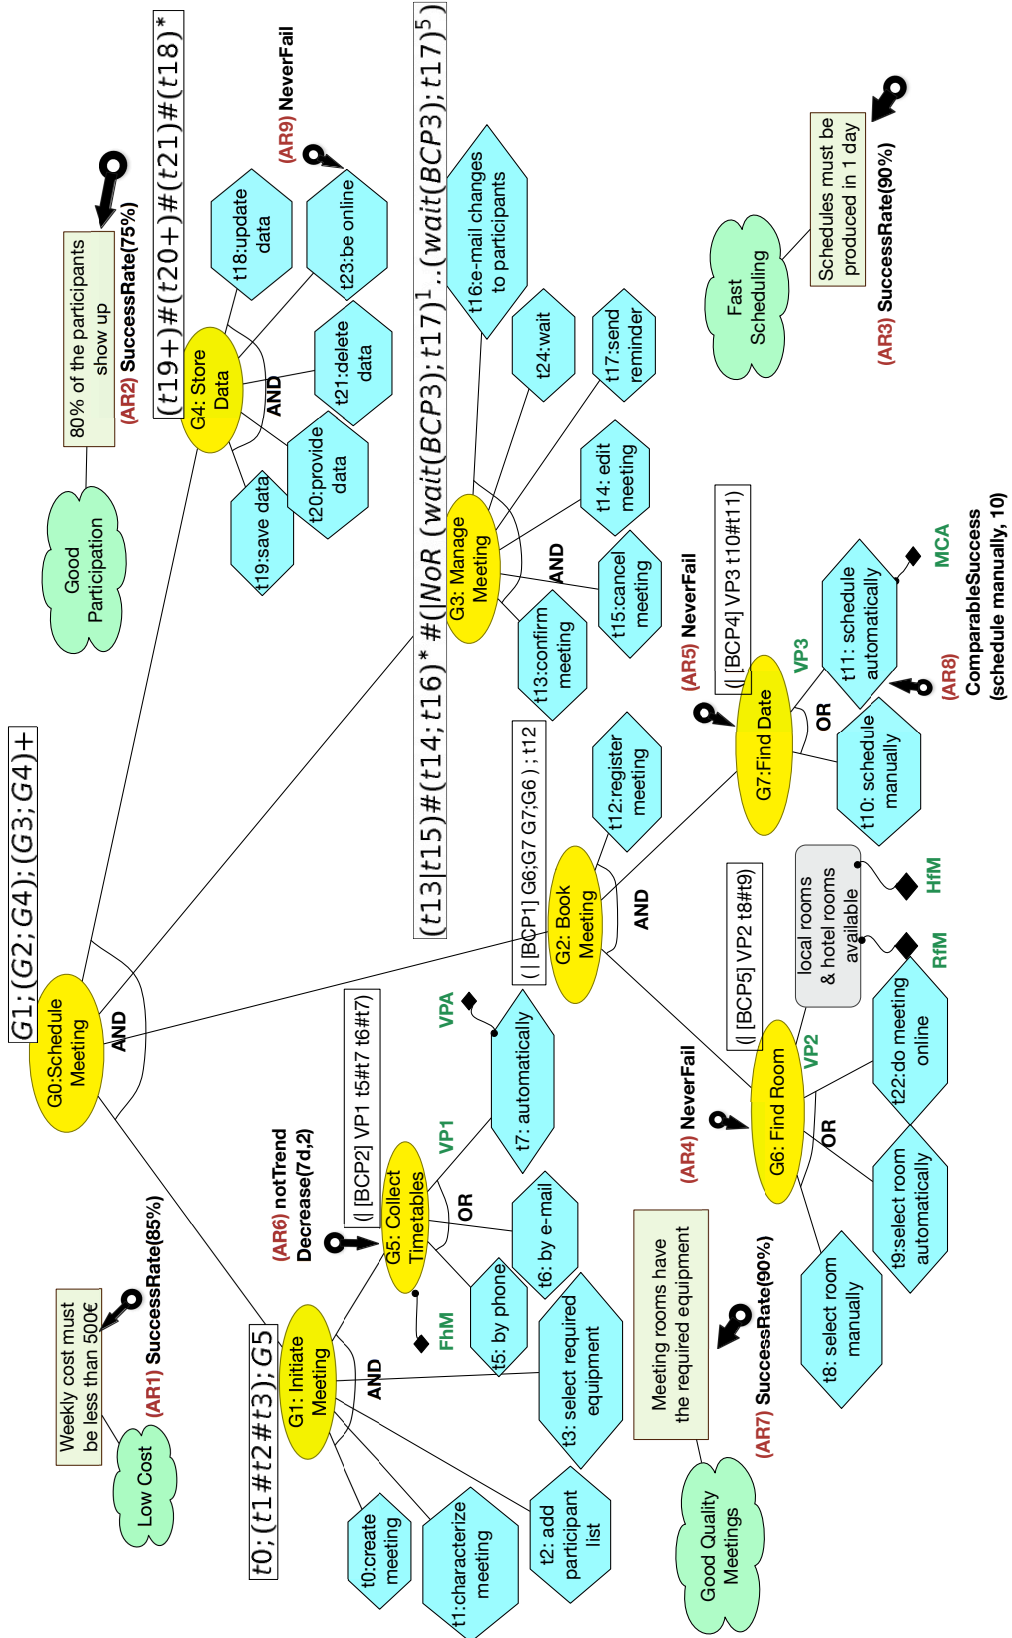 G1;(G2; G4);(G3; G4)+
G0:Schedule
Meeting
AND
Weekly cost must
be less than 500€
(AR1) SuccessRate(85%)
Low Cost
80% of the participants
show up
(AR2) SuccessRate(75%)
Good
Participation
(t19+)#(t20+)#(t21)#(t18)*
G4: Store
Data
AND
t19:save data
t20:provide
data
t21:delete
data
t23:be online
t18:update
data
(AR9) NeverFail
t0;(t1#t2#t3);G5
G1: Initiate
Meeting
AND
t0:create
meeting
t1:characterize
meeting
t2: add
participant
list
t3: select required
equipment
(AR6) notTrend
Decrease(7d,2)
(| [BCP2] VP1 t5#t7 t6#t7)
G5: Collect
Timetables
OR
VP1
FhM
VPA
t5: by phone
t6: by e-mail
t7: automatically
(t13|t15)#(t14; t16)* #(|NoR (wait(BCP3); t17)1..(wait(BCP3); t17)5)
G3: Manage
Meeting
AND
t13:confirm
meeting
t15:cancel
meeting
t14: edit
meeting
t17:send
reminder
t24:wait
t16:e-mail changes
to participants
( | [BCP1] G6;G7 G7;G6 ) ; t12
G2: Book
Meeting
AND
t12:register
meeting
(AR4) NeverFail
(| [BCP5] VP2 t8#t9)
G6: Find Room
OR
VP2
local rooms
& hotel rooms
available
RfM
HfM
t8: select room
manually
t9:select room
automatically
t22:do meeting
online
(AR5) NeverFail
(| [BCP4] VP3 t10#t11)
G7:Find Date
OR
VP3
t10: schedule
manually
t11: schedule
automatically
MCA
(AR8)
ComparableSuccess
(schedule manually, 10)
Meeting rooms have
the required equipment
(AR7) SuccessRate(90%)
Good Quality
Meetings
Fast
Scheduling
Schedules must be
produced in 1 day
(AR3) SuccessRate(90%)